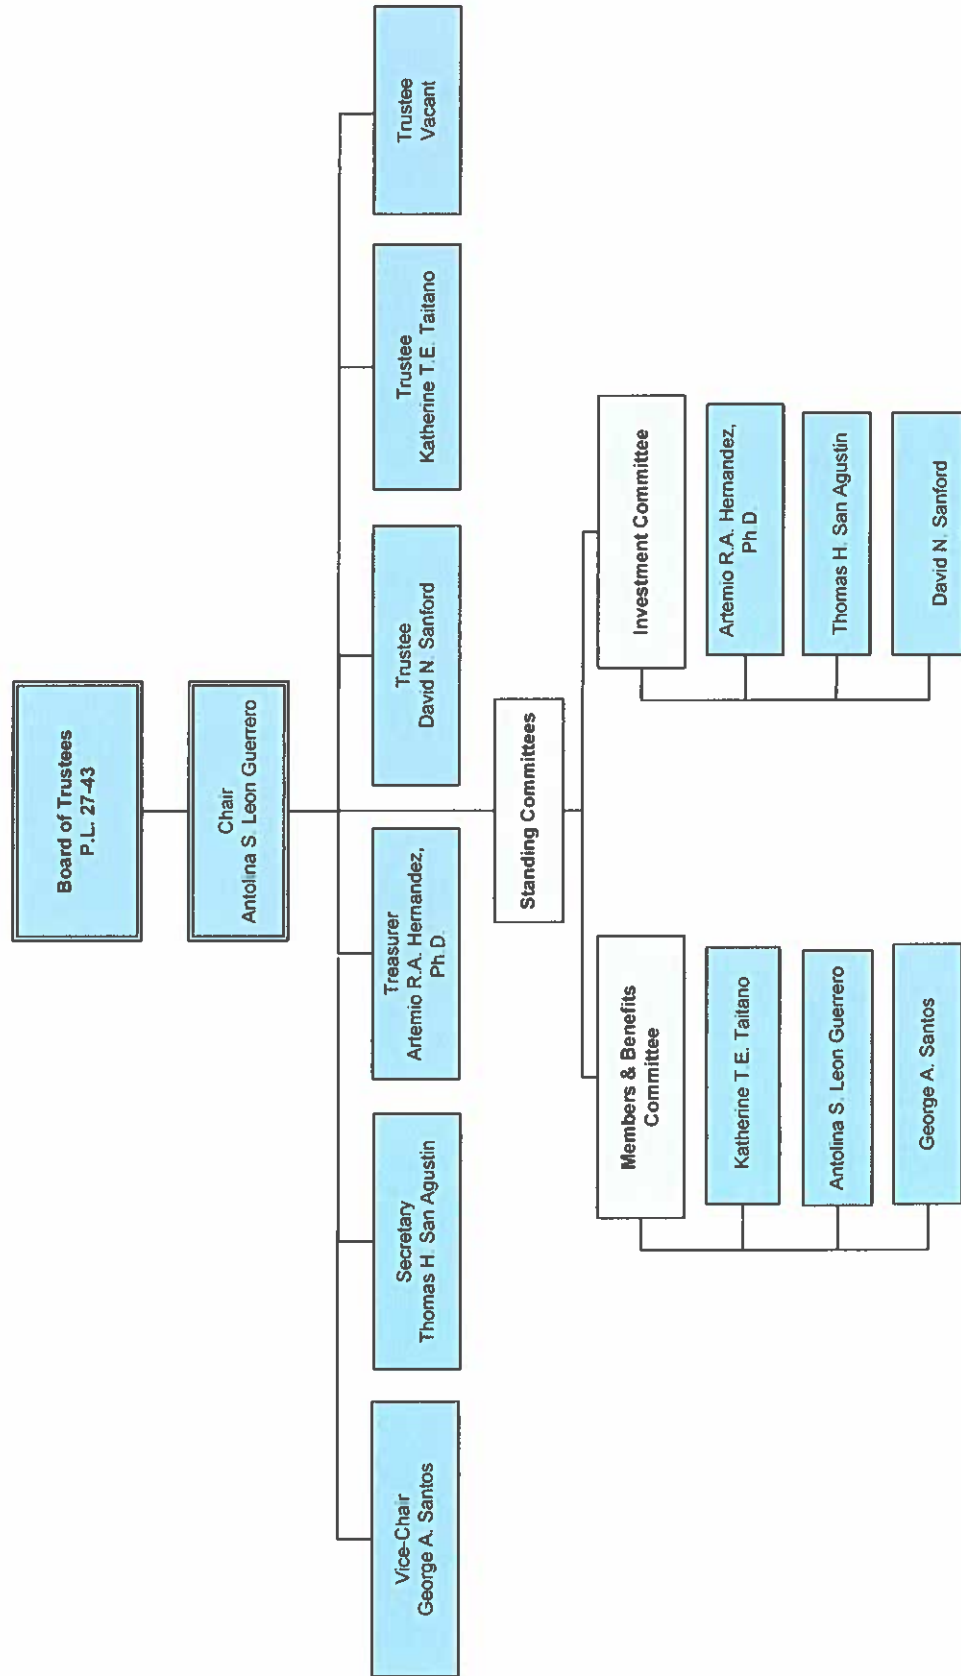 Board of Trustees
P.L. 27-43
Chair
Antolina S. Leon Guerrero
Vice-Chair
George A. Santos
Secretary
Thomas H. San Agustin
Treasurer
Artemio R.A. Hernandez,
Ph.D.
Trustee
David N. Sanford
Trustee
Katherine T.E. Taitano
Trustee
Vacant
Standing Committees
Members & Benefits
Committee
Katherine T.E. Taitano
Antolina S. Leon Guerrero
George A. Santos
Investment Committee
Artemio R.A. Hernandez,
Ph.D.
Thomas H. San Agustin
David N. Sanford